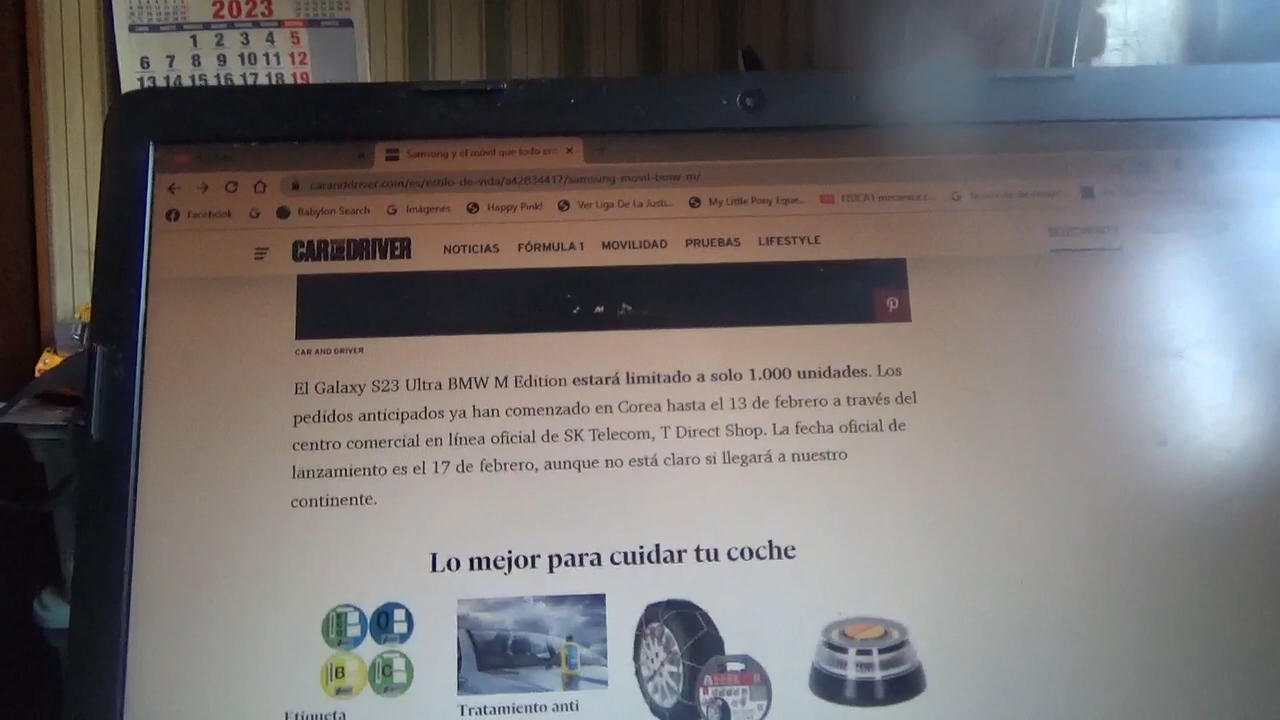 2023
1 2 3 4 5
6 7 8 9 10 11 12
13 14 15 16 17 18 19
Samsung y el móvil que todo
caranddriver.com/es/estilo-de-vida/a42834417/samsung-movil-bmw-m/
Facebook Babylon Search Imágenes Happy Pink! Ver Liga De La Justi... My Little Pony Eque...
CAR AND DRIVER NOTICIAS FÓRMULA 1 MOVILIDAD PRUEBAS LIFESTYLE
CAR AND DRIVER
El Galaxy S23 Ultra BMW M Edition estará limitado a solo 1.000 unidades. Los
pedidos anticipados ya han comenzado en Corea hasta el 13 de febrero a través del
centro comercial en línea oficial de SK Telecom, T Direct Shop. La fecha oficial de
lanzamiento es el 17 de febrero, aunque no está claro si llegará a nuestro
continente.
Lo mejor para cuidar tu coche
B C
Etiqueta
Tratamiento anti